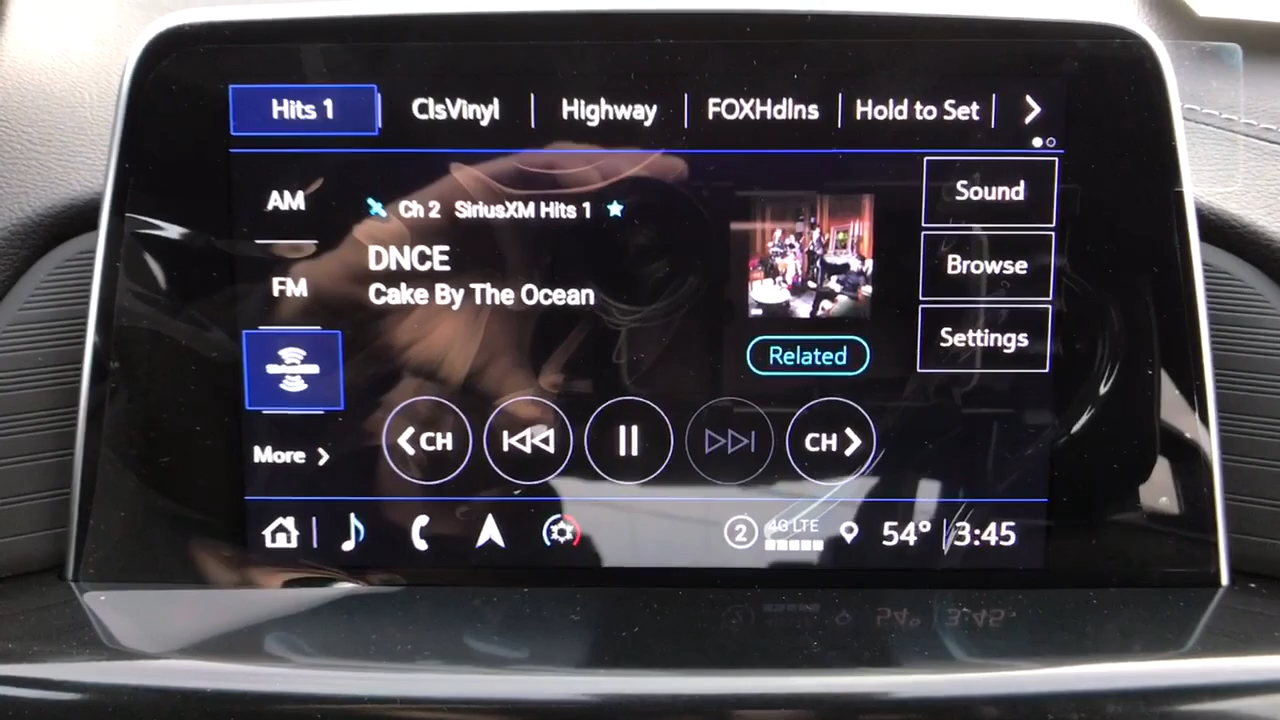 Hits 1 ClsVinyl Highway FOXHdlns Hold to Set
AM
Ch 2 SiriusXM Hits 1
Sound
DNCE
Browse
FM
Cake By The Ocean
Settings
Related
CH
CH
More
2 4G LTE 54° 3:45